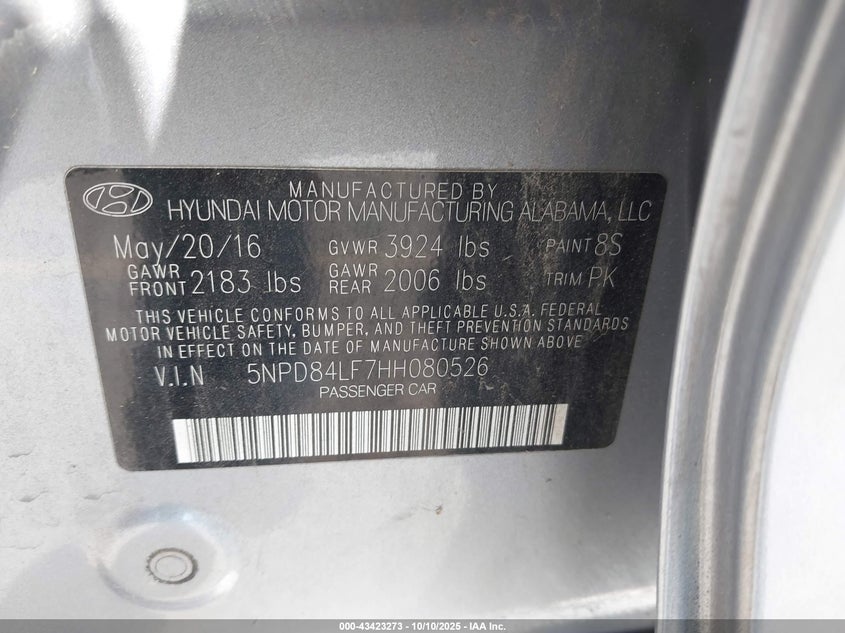 MANUFACTURED BY
HYUNDAI MOTOR MANUFACTURING ALABAMA, LLC
May/20/16 GVWR 3924 lbs PAINT 8S
GAWR FRONT 2183 lbs GAWR REAR 2006 lbs TRIM PK
THIS VEHICLE CONFORMS TO ALL APPLICABLE U.S.A. FEDERAL
MOTOR VEHICLE SAFETY, BUMPER, AND THEFT PREVENTION STANDARDS
IN EFFECT ON THE DATE OF MANUFACTURE SHOWN ABOVE.
V.I.N 5NPD84LF7HH080526
PASSENGER CAR
000-43423273 - 10/10/2025 - IAA Inc.